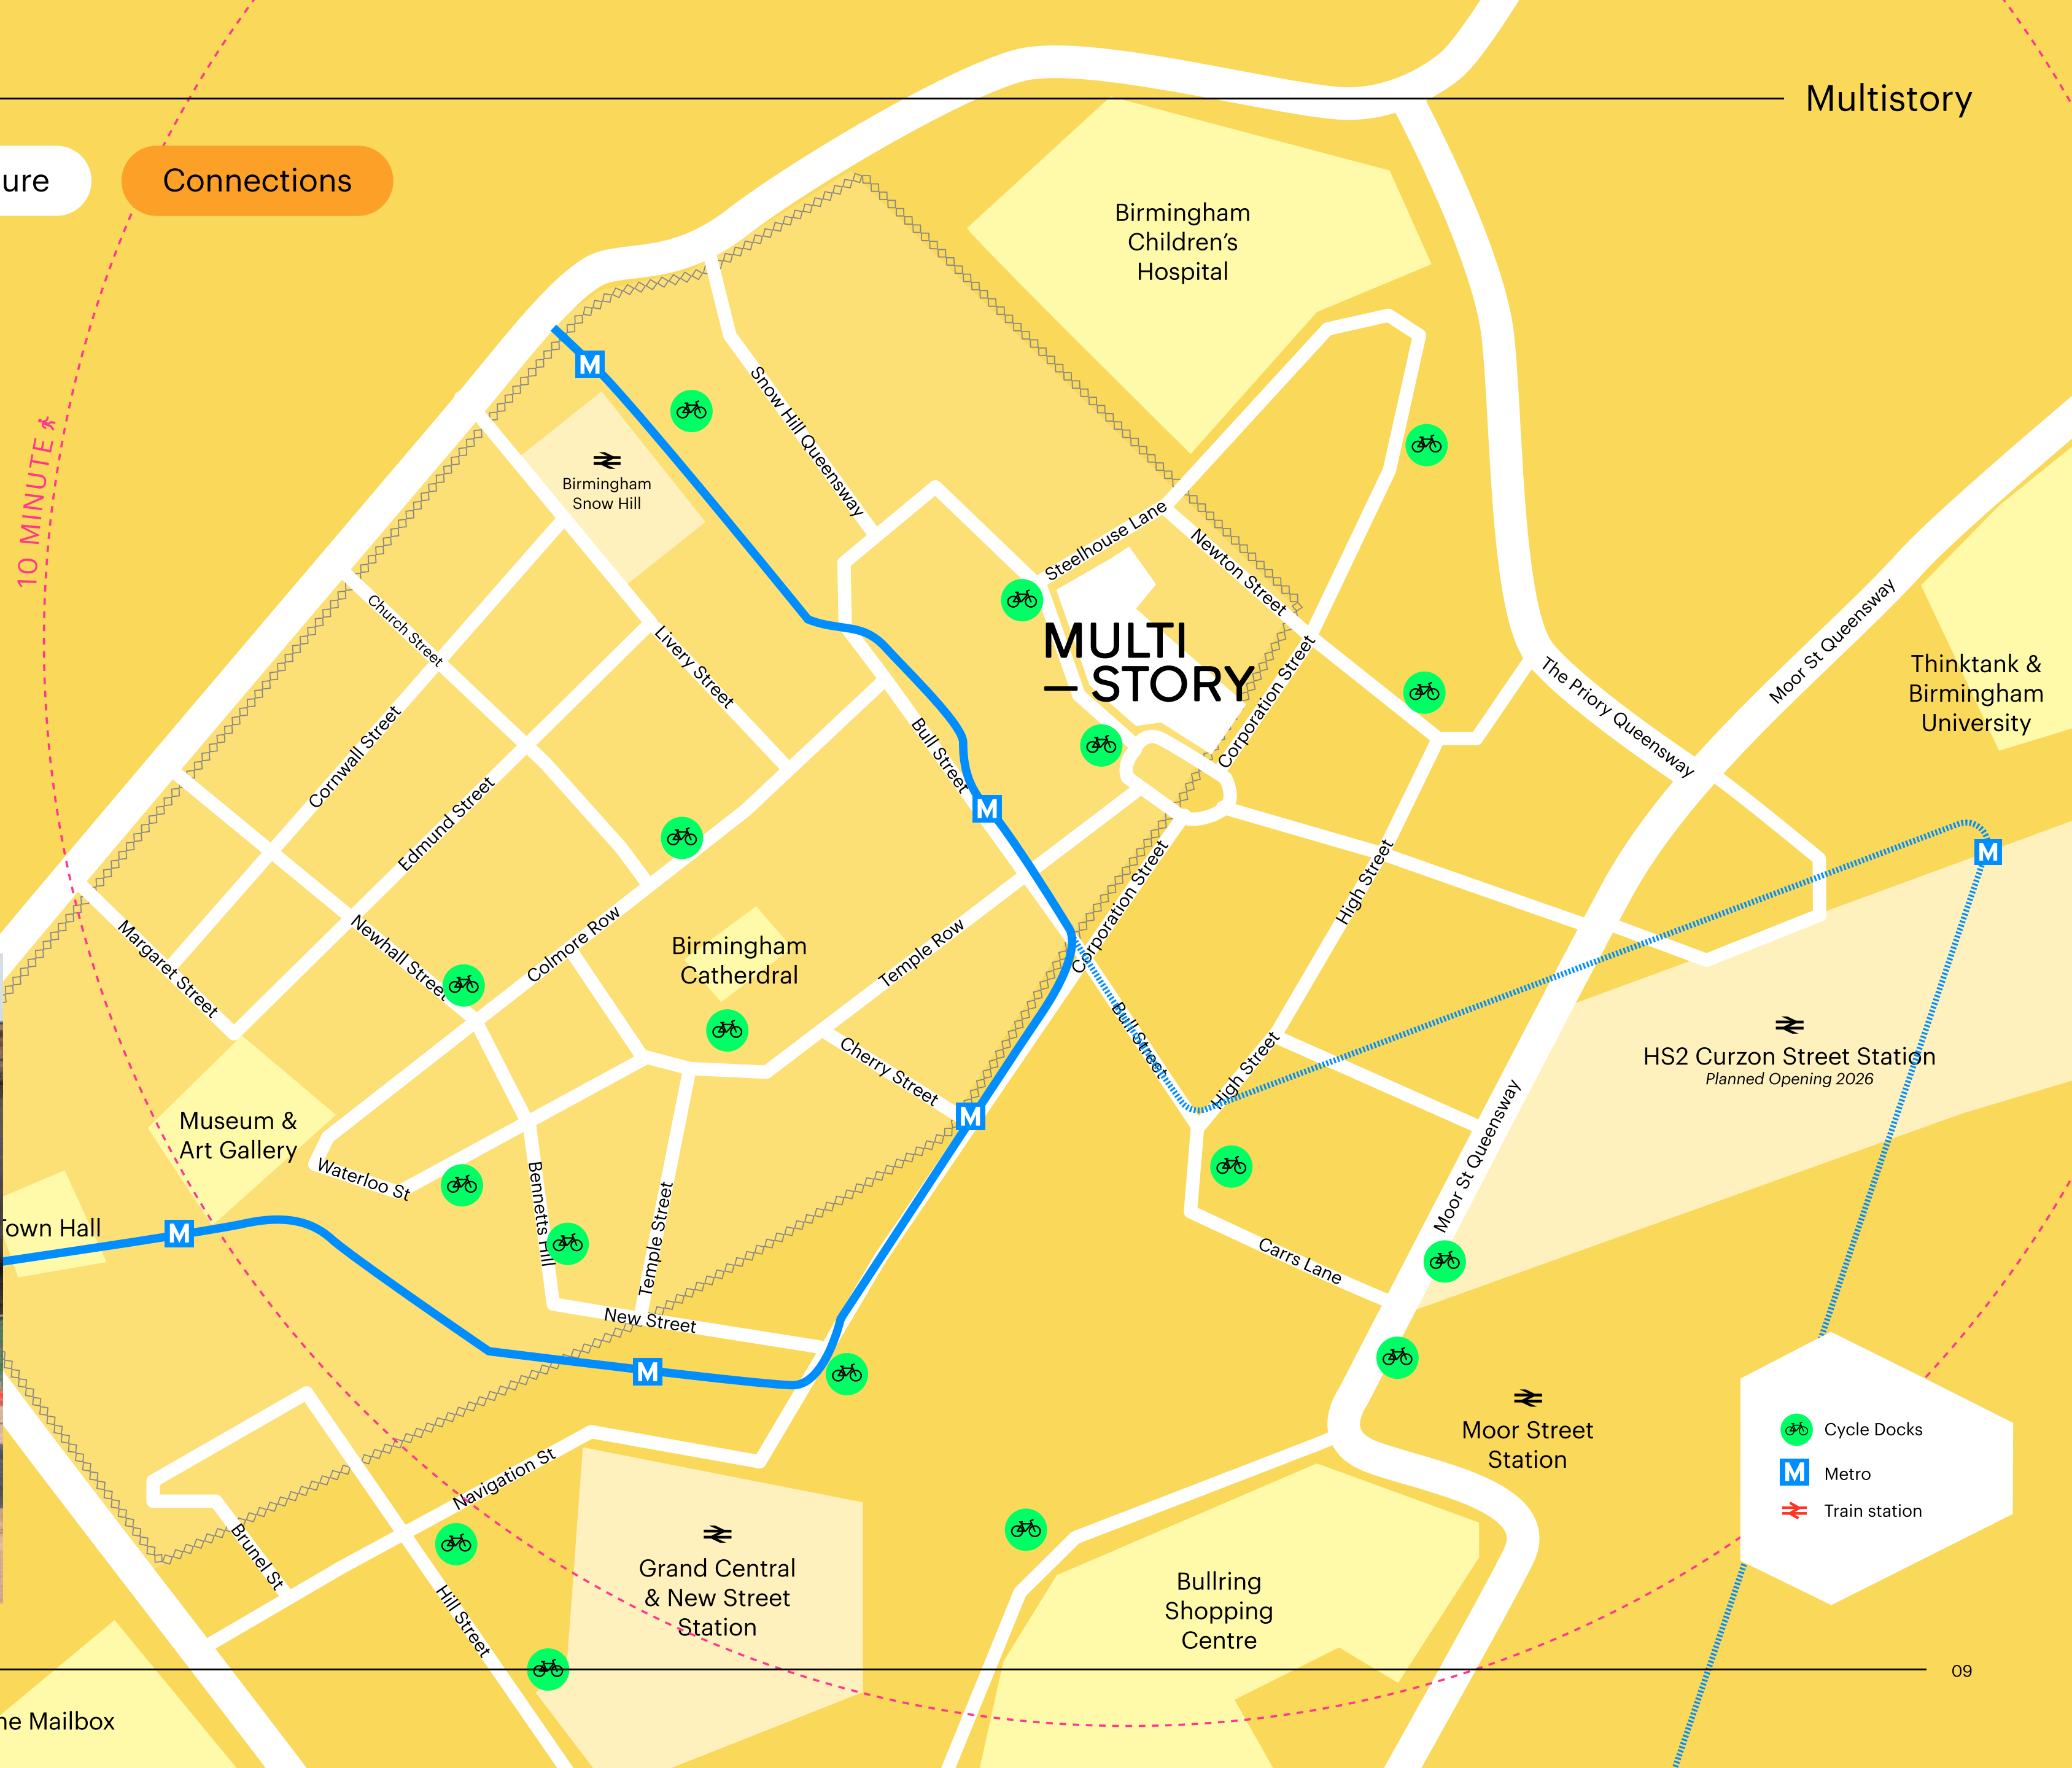 Multistory
ure
Connections
Birmingham
Children's
Hospital
M
10 MINUTE
Snow Hill Queensway
Birmingham
Snow Hill
Steelhouse Lane
Newton Street
Church Street
Livery Street
MULTI
— STORY
Corporation Street
The Priory Queensway
Moor St Queensway
Thinktank &
Birmingham
University
Cornwall Street
Bull Street
M
Edmund Street
High Street
M
Corporation Street
Margaret Street
Newhall Street
Colmore Row
Birmingham
Catherdral
Temple Row
Bull Street
Cherry Street
High Street
HS2 Curzon Street Station
Planned Opening 2026
Museum &
Art Gallery
M
Moor St Queensway
Waterloo St
Bennetts Hill
Temple Street
Town Hall
M
Carrs Lane
New Street
M
Moor Street
Station
Cycle Docks
M Metro
Train station
Navigation St
Brunel St
Hill Street
Grand Central
& New Street
Station
Bullring
Shopping
Centre
09
he Mailbox